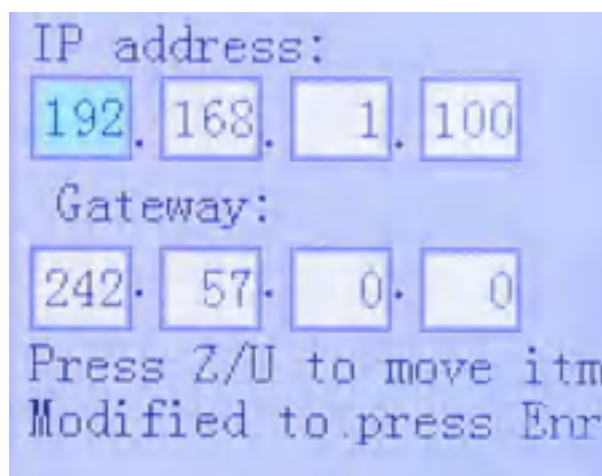 IP address:
192. 168. 1. 100
Gateway:
242. 57. 0. 0
Press Z/U to move itm
Modified to press Enr